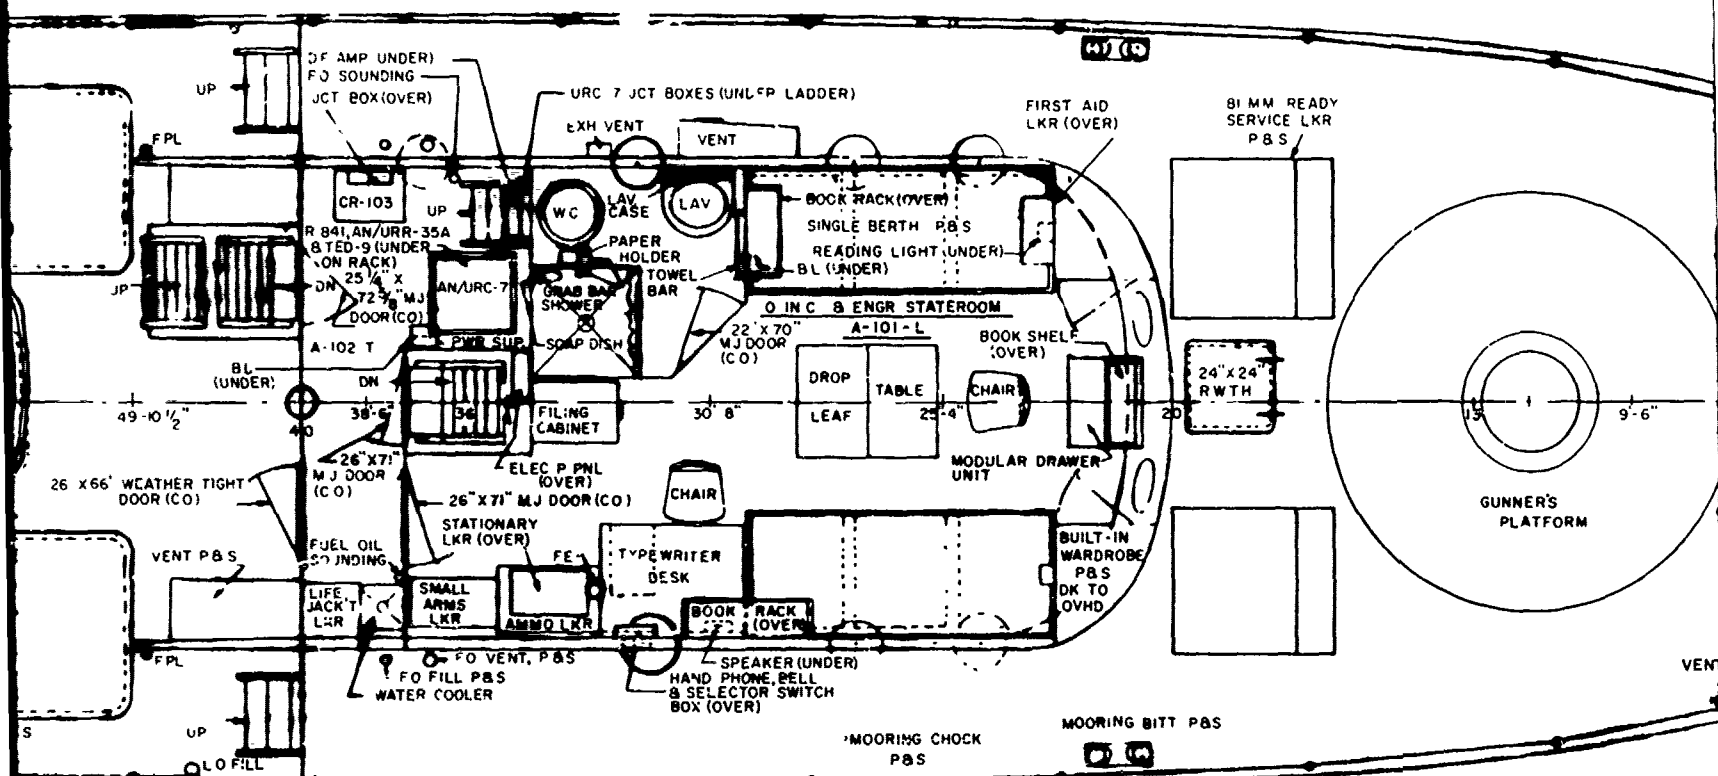 DF AMP UNDER)
FO SOUNDING
JCT BOX (OVER)
UP
FPL
CR-103
R 841, AN/URR-35A
& TED-9 (UNDER
ON RACK)
25 1/4" X
DOOR (CO)
UP
URC 7 JCT BOXES (UNDER LADDER)
EXH VENT
VENT
WC
LAV
CASE
LAV
PAPER
HOLDER
TOWEL
BAR
GRAB BAR
SHOWER
SOAP DISH
AN/URC-7
PWR SUP
DN
A-102 T
BL
(UNDER)
DN
FIRST AID
LKR (OVER)
81 MM READY
SERVICE LKR
P&S
BOOK RACK (OVER)
SINGLE BERTH P&S
READING LIGHT UNDER)
BL (UNDER)
O IN C & ENGR STATEROOM
A-101-L
22"X70"
MJ DOOR
(CO)
BOOK SHELF
(OVER)
DROP
LEAF
TABLE
CHAIR
24"X24"
RWTH
49-10 1/2"
40
38'-6"
36
30'8"
25'4"
20
15
9'-6"
FILING
CABINET
26"X71"
MJ DOOR
(CO)
ELEC P PNL
(OVER)
26"X71" MJ DOOR (CO)
26 X66' WEATHER TIGHT
DOOR (CO)
STATIONARY
LKR (OVER)
CHAIR
MODULAR DRAWER
UNIT
GUNNER'S
PLATFORM
VENT P&S
FUEL OIL
SOUNDING
FE
TYPEWRITER
DESK
BUILT-IN
WARDROBE
P&S
DK TO
OVHD
LIFE
JACK'T
LKR
SMALL
ARMS
LKR
AMMO LKR
BOOK RACK
(OVER)
FPL
FO VENT, P&S
FO FILL P&S
WATER COOLER
SPEAKER (UNDER)
HAND PHONE, BELL
& SELECTOR SWITCH
BOX (OVER)
VENT
UP
S
LO FILL
MOORING CHOCK
P&S
MOORING BITT P&S